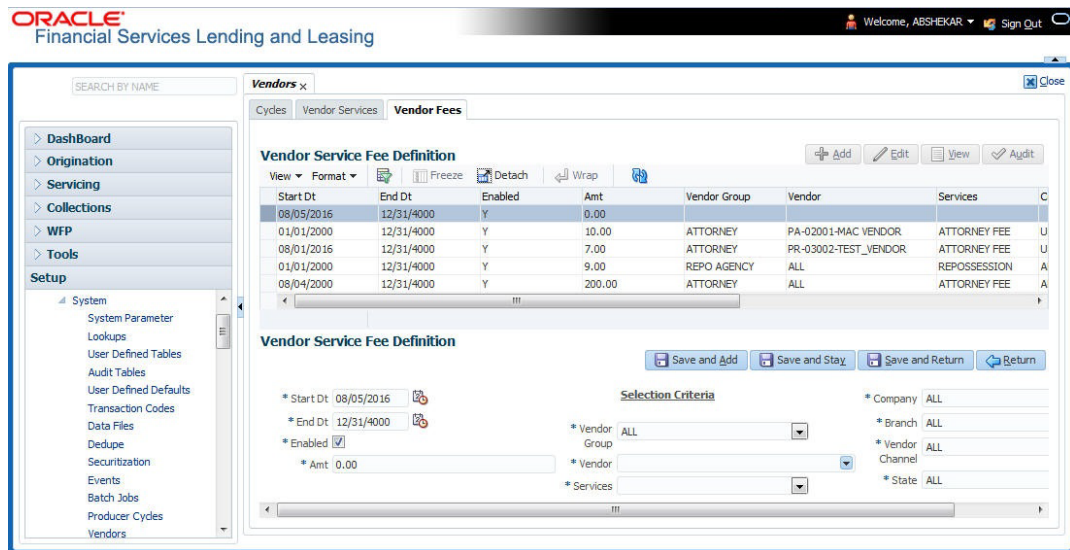 ORACLE
Financial Services Lending and Leasing
Welcome, ABSHEKAR
Sign Out
SEARCH BY NAME
DashBoard
Origination
Servicing
Collections
WFP
Tools
Setup
System
System Parameter
Lookups
User Defined Tables
Audit Tables
User Defined Defaults
Transaction Codes
Data Files
Dedupe
Securitization
Events
Batch Jobs
Producer Cycles
Vendors
Vendors x
Close
Cycles Vendor Services Vendor Fees
Vendor Service Fee Definition
Add Edit View Audit
View Format Freeze Detach Wrap
Start Dt End Dt Enabled Amt Vendor Group Vendor Services C
08/05/2016 12/31/4000 Y 0.00
01/01/2000 12/31/4000 Y 10.00 ATTORNEY PA-02001-MAC VENDOR ATTORNEY FEE U
08/01/2016 12/31/4000 Y 7.00 ATTORNEY PR-03002-TEST_VENDOR ATTORNEY FEE U
01/01/2000 12/31/4000 Y 9.00 REPO AGENCY ALL REPOSSESSION A
08/04/2000 12/31/4000 Y 200.00 ATTORNEY ALL ATTORNEY FEE A
Vendor Service Fee Definition
Save and Add Save and Stay Save and Return Return
* Start Dt 08/05/2016
* End Dt 12/31/4000
* Enabled
* Amt 0.00
Selection Criteria
* Vendor Group ALL
* Vendor
* Services
* Company ALL
* Branch ALL
* Vendor Channel ALL
* State ALL